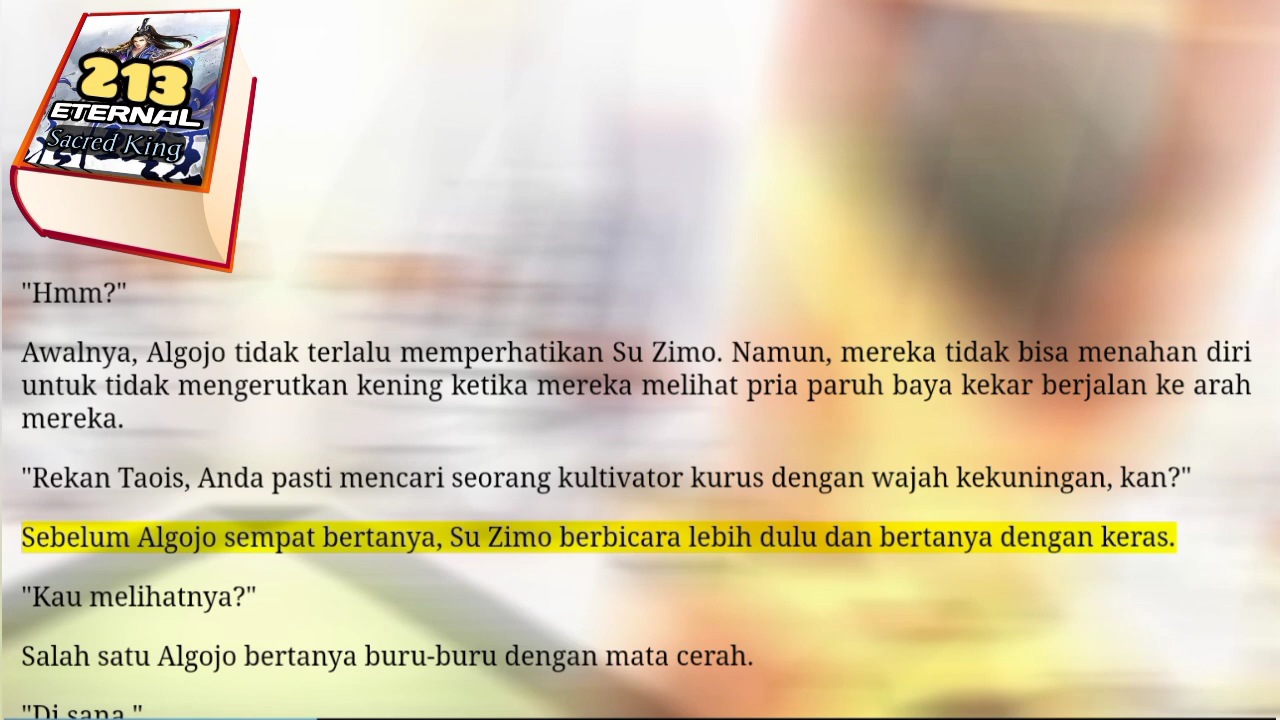 213
ETERNAL
Sacred King
"Hmm?"
Awalnya, Algojo tidak terlalu memperhatikan Su Zimo. Namun, mereka tidak bisa menahan diri
untuk tidak mengerutkan kening ketika mereka melihat pria paruh baya kekar berjalan ke arah
mereka.
"Rekan Taois, Anda pasti mencari seorang kultivator kurus dengan wajah kekuningan, kan?"
Sebelum Algojo sempat bertanya, Su Zimo berbicara lebih dulu dan bertanya dengan keras.
"Kau melihatnya?"
Salah satu Algojo bertanya buru-buru dengan mata cerah.
"Di sana."